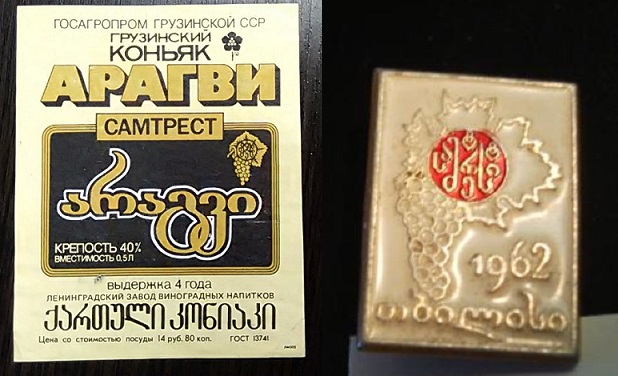 ГОСАГРОПРОМ ГРУЗИНСКОЙ ССР
ГРУЗИНСКИЙ
КОНЬЯК
АРАГВИ
САМТРЕСТ
არაგვი
КРЕПОСТЬ 40%
ВМЕСТИМОСТЬ 0,5Л
ВЫДЕРЖКА 4 ГОДА
ЛЕНИНГРАДСКИЙ ЗАВОД ВИНОГРАДНЫХ НАПИТКОВ
ქართული კონიაკი
Цена со стоимостью посуды 14 руб. 80 коп. ГОСТ 13741
1962
თბილისი